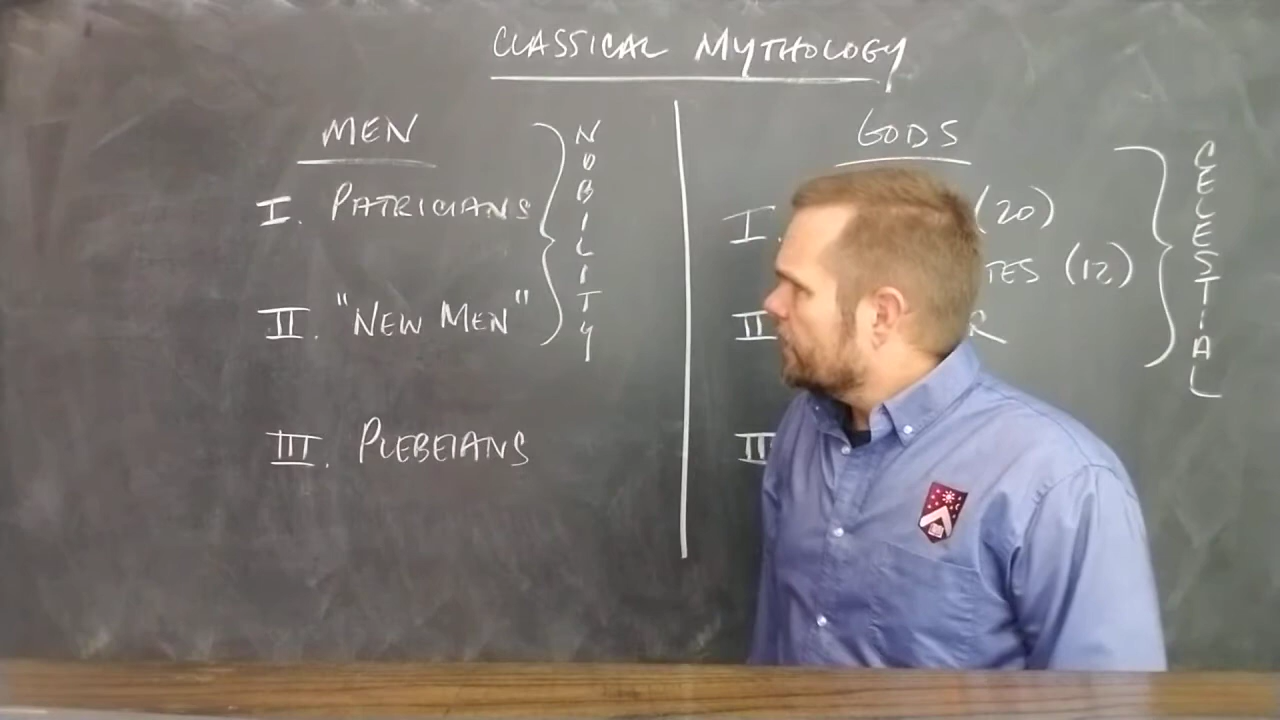 CLASSICAL MYTHOLOGY
MEN
I. PATRICIANS
II. "NEW MEN"
III. PLEBEIANS
NOBILITY
GODS
I. (20)
TES (12)
II R
III
CELESTIAL